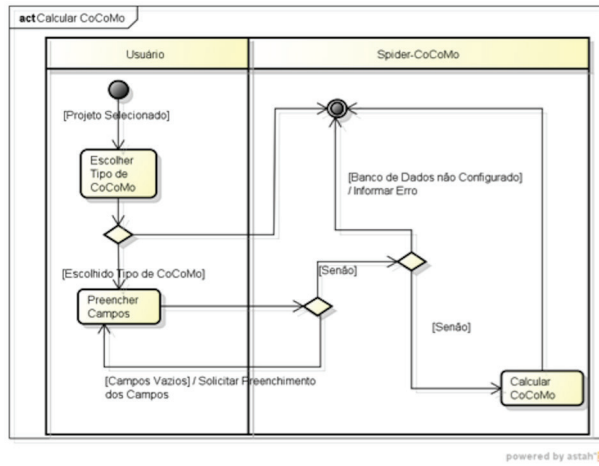 act Calcular CoCoMo
Usuário
Spider-CoCoMo
[Projeto Selecionado]
Escolher
Tipo de
CoCoMo
[Banco de Dados não Configurado]
/ Informar Erro
[Escolhido Tipo de CoCoMo]
[Senão]
Preencher
Campos
[Senão]
[Campos Vazios] / Solicitar Preenchimento
dos Campos
Calcular
CoCoMo
powered by astah*